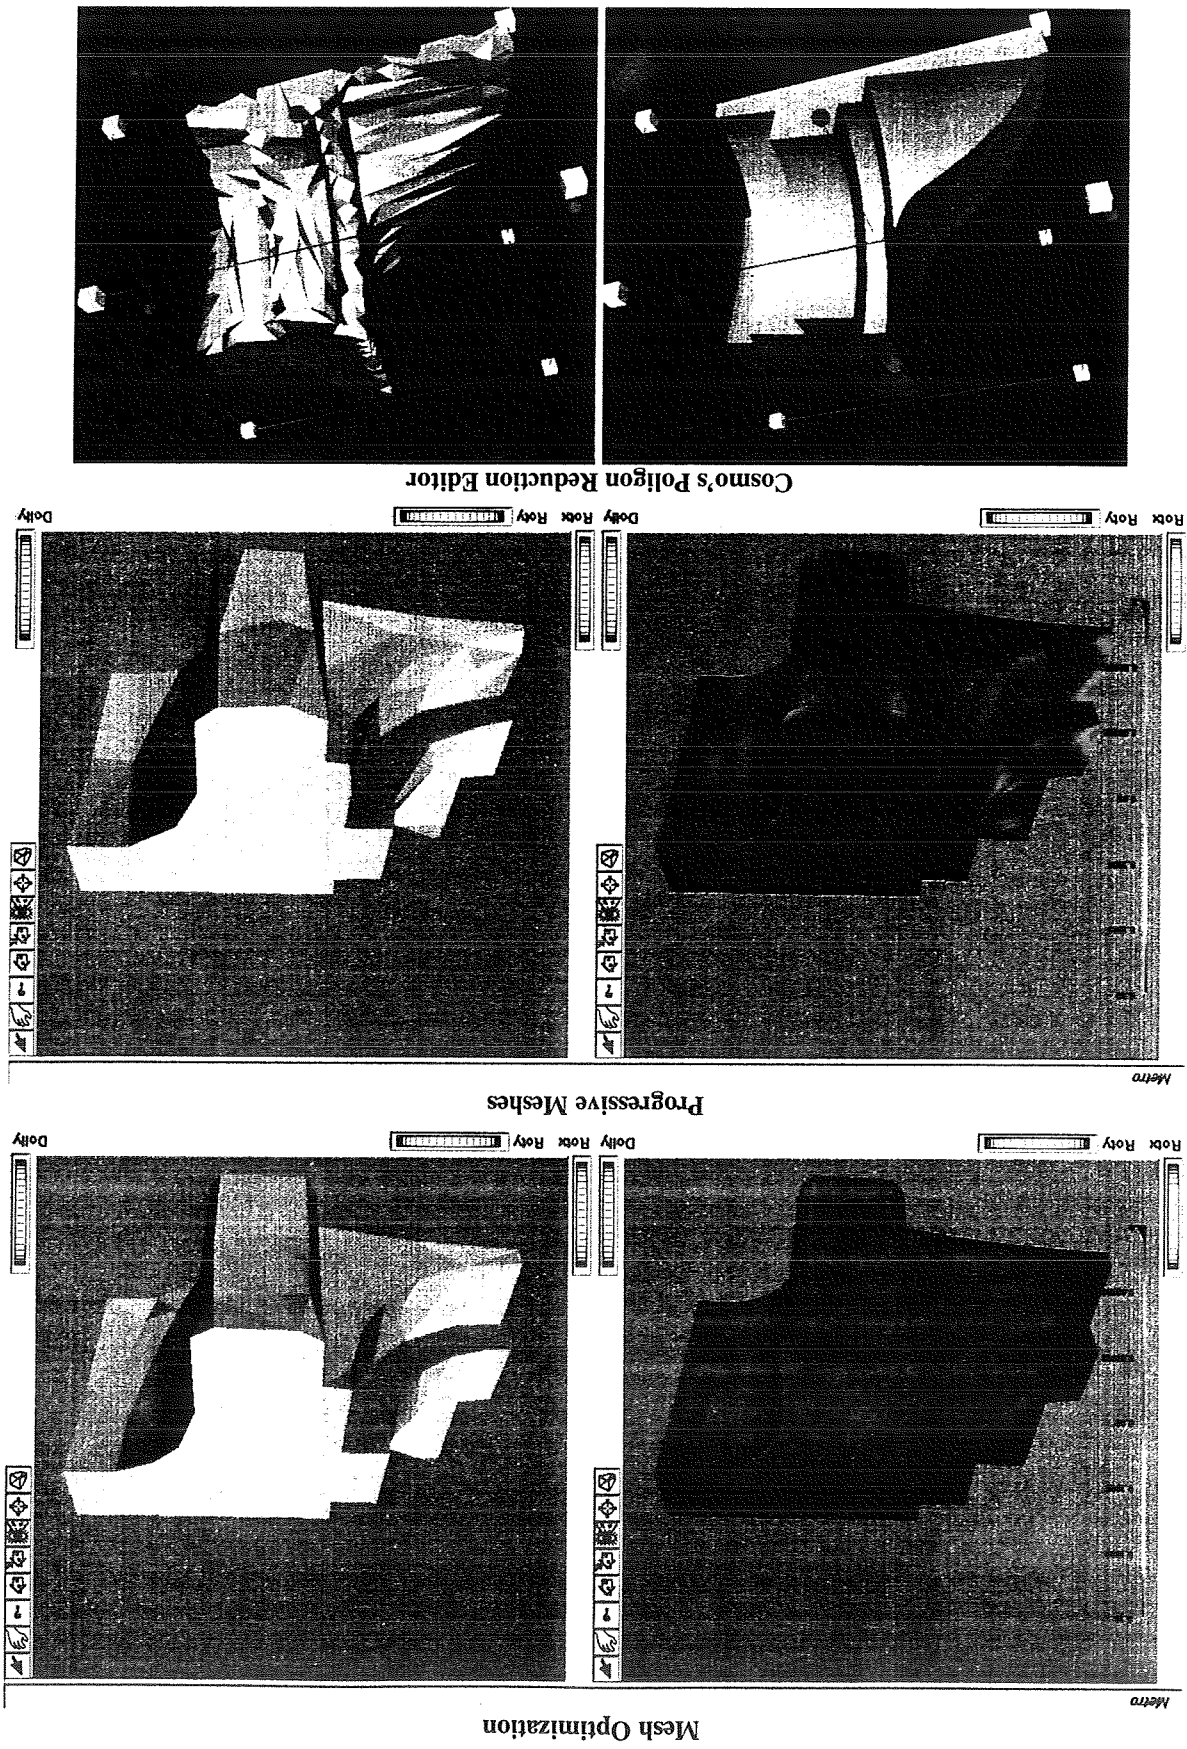 Mesh Optimization
Metro
Rotx Roty Dolly Rotx Roty Dolly
Progressive Meshes
Metro
Rotx Roty Dolly Rotx Roty Dolly
Cosmo's Poligon Reduction Editor